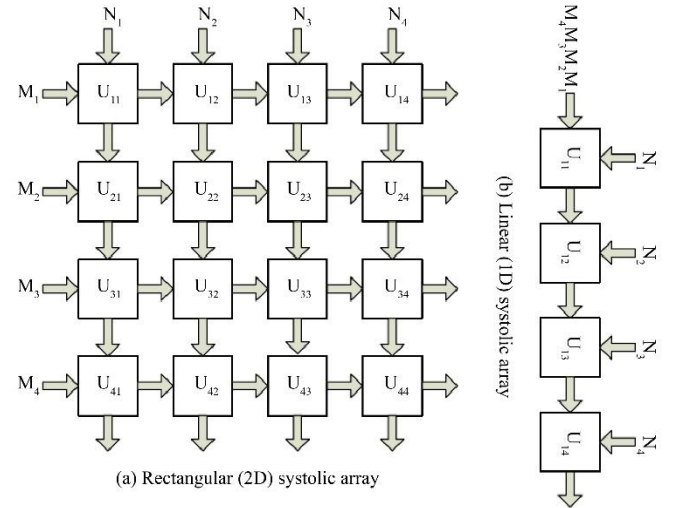 N₁ N₂ N₃ N₄
M₁ U₁₁ U₁₂ U₁₃ U₁₄
M₂ U₂₁ U₂₂ U₂₃ U₂₄
M₃ U₃₁ U₃₂ U₃₃ U₃₄
M₄ U₄₁ U₄₂ U₄₃ U₄₄
(a) Rectangular (2D) systolic array
M₄M₃M₂M₁
U₁₁ N₁
U₁₂ N₂
U₁₃ N₃
U₁₄ N₄
(b) Linear (1D) systolic array